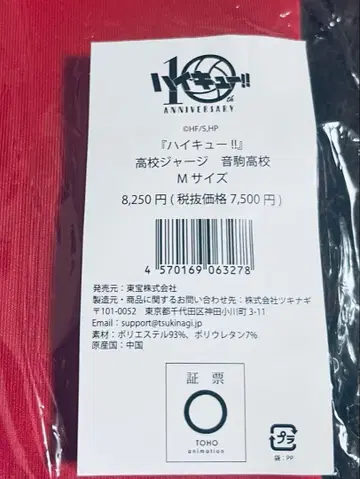 ハイキュー!!
10th
ANNIVERSARY
©HF/S,HP
『ハイキュー!!』
高校ジャージ 音駒高校
Mサイズ
8,250円(税抜価格7,500円)
4 570169 063278
発売元：東宝株式会社
製造元・商品に関するお問い合わせ先：株式会社ツキナギ
〒101-0052 東京都千代田区神田小川町3-11
Email：support@tsukinagi.jp
素材：ポリエステル93%、ポリウレタン7%
原産国：中国
証票
TOHO
animation
プラ
袋：PP